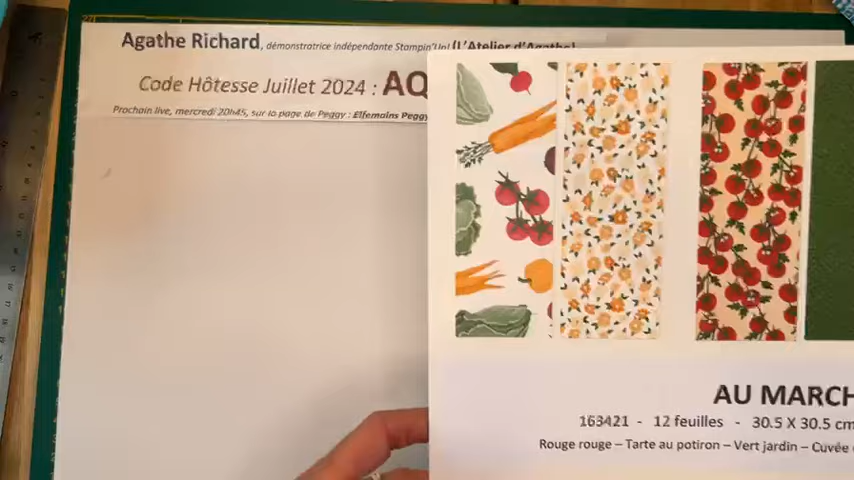 Agathe Richard, démonstratrice indépendante Stampin'Up! (L'Atelier d'Agathe)
Code Hôtesse Juillet 2024 : AQ
Prochain live, mercredi 20h45, sur la page de Peggy : Elfemains Peggy
AU MARCH
163421 - 12 feuilles - 30.5 X 30.5 cm
Rouge rouge – Tarte au potiron – Vert jardin – Cuvée